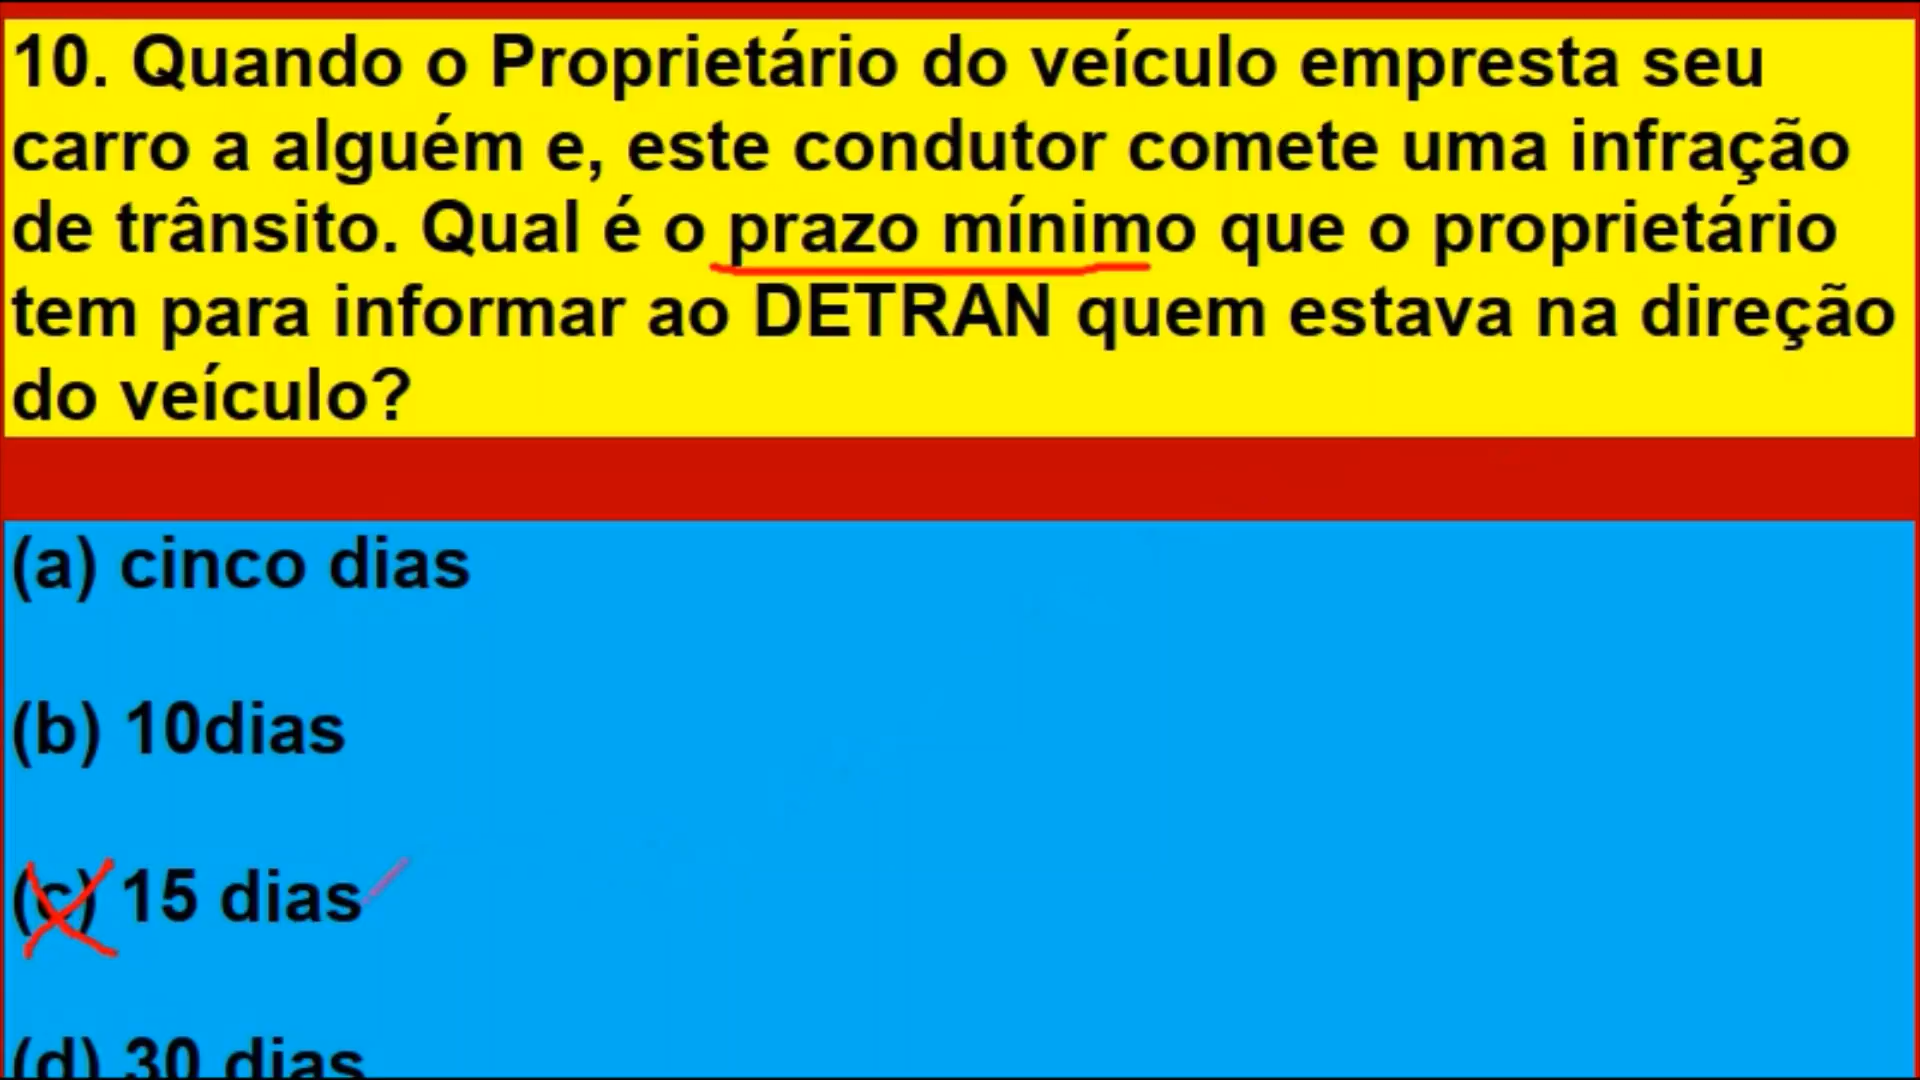 10. Quando o Proprietário do veículo empresta seu
carro a alguém e, este condutor comete uma infração
de trânsito. Qual é o prazo mínimo que o proprietário
tem para informar ao DETRAN quem estava na direção
do veículo?
(a) cinco dias
(b) 10dias
(c) 15 dias
(d) 30 dias